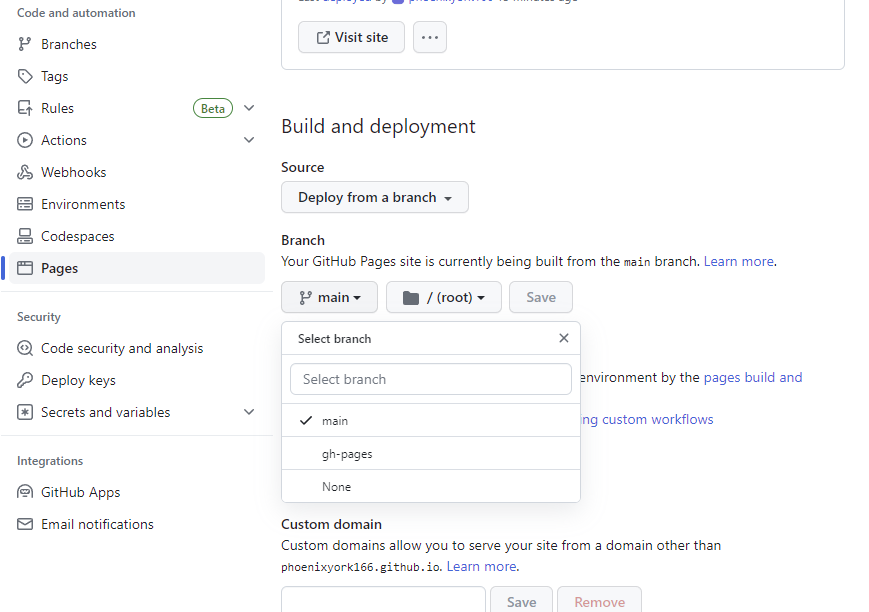 Code and automation
Branches
Tags
Rules
Beta
Actions
Webhooks
Environments
Codespaces
Pages
Security
Code security and analysis
Deploy keys
Secrets and variables
Integrations
GitHub Apps
Email notifications
Visit site
Build and deployment
Source
Deploy from a branch
Branch
Your GitHub Pages site is currently being built from the main branch. Learn more.
main
/ (root)
Save
Select branch
Select branch
main
gh-pages
None
environment by the pages build and
custom workflows
Custom domain
Custom domains allow you to serve your site from a domain other than
phoenixyork166.github.io. Learn more.
Save
Remove